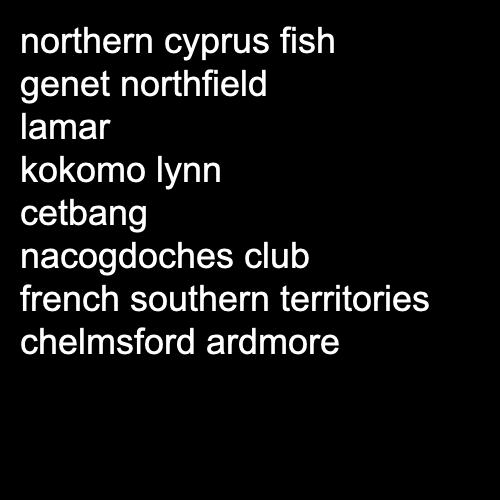 northern cyprus fish
genet northfield
lamar
kokomo lynn
cetbang
nacogdoches club
french southern territories
chelmsford ardmore